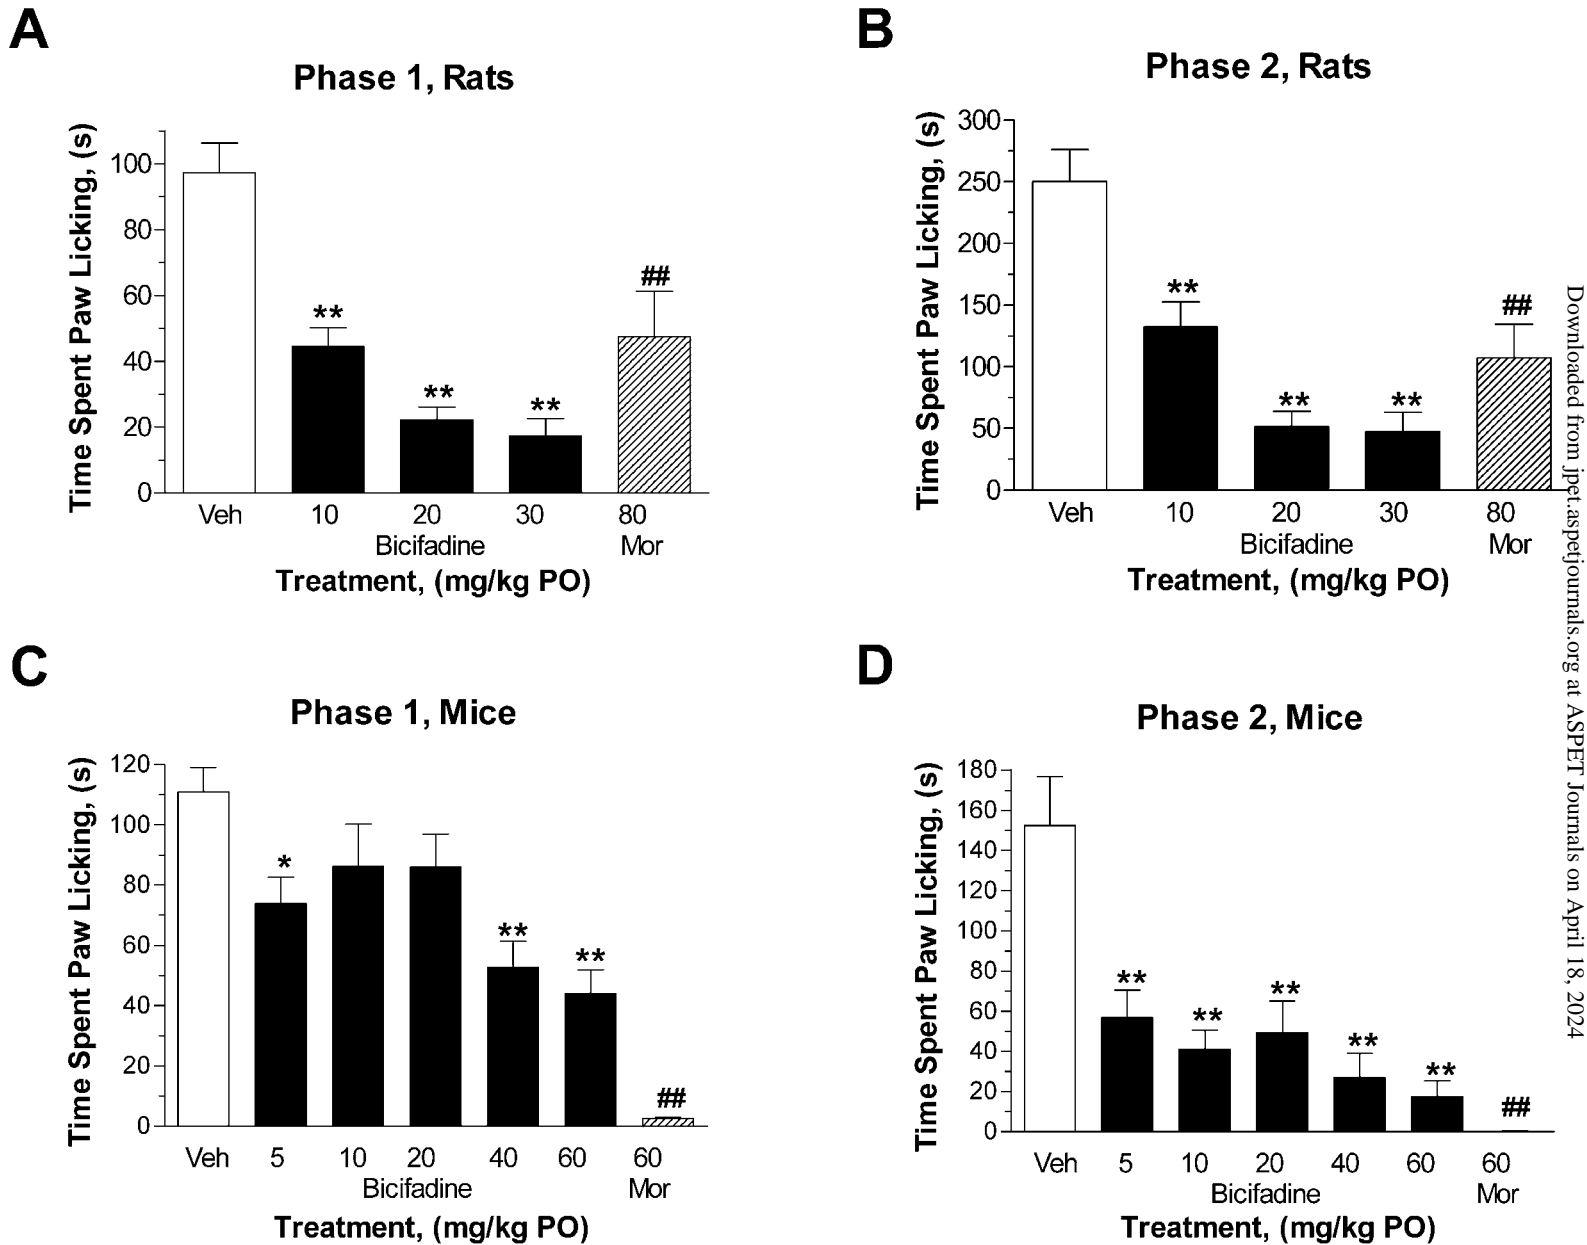 A
Phase 1, Rats
Time Spent Paw Licking, (s)
100
80
60
40
20
0
**
**
**
##
Veh 10 20 30 80
Bicifadine Mor
Treatment, (mg/kg PO)
B
Phase 2, Rats
Time Spent Paw Licking, (s)
300
250
200
150
100
50
0
**
**
**
##
Veh 10 20 30 80
Bicifadine Mor
Treatment, (mg/kg PO)
C
Phase 1, Mice
Time Spent Paw Licking, (s)
120
100
80
60
40
20
0
*
**
**
##
Veh 5 10 20 40 60 60
Bicifadine Mor
Treatment, (mg/kg PO)
D
Phase 2, Mice
Time Spent Paw Licking, (s)
180
160
140
120
100
80
60
40
20
0
**
**
**
**
**
##
Veh 5 10 20 40 60 60
Bicifadine Mor
Treatment, (mg/kg PO)
Downloaded from jpet.aspetjournals.org at ASPET Journals on April 18, 2024